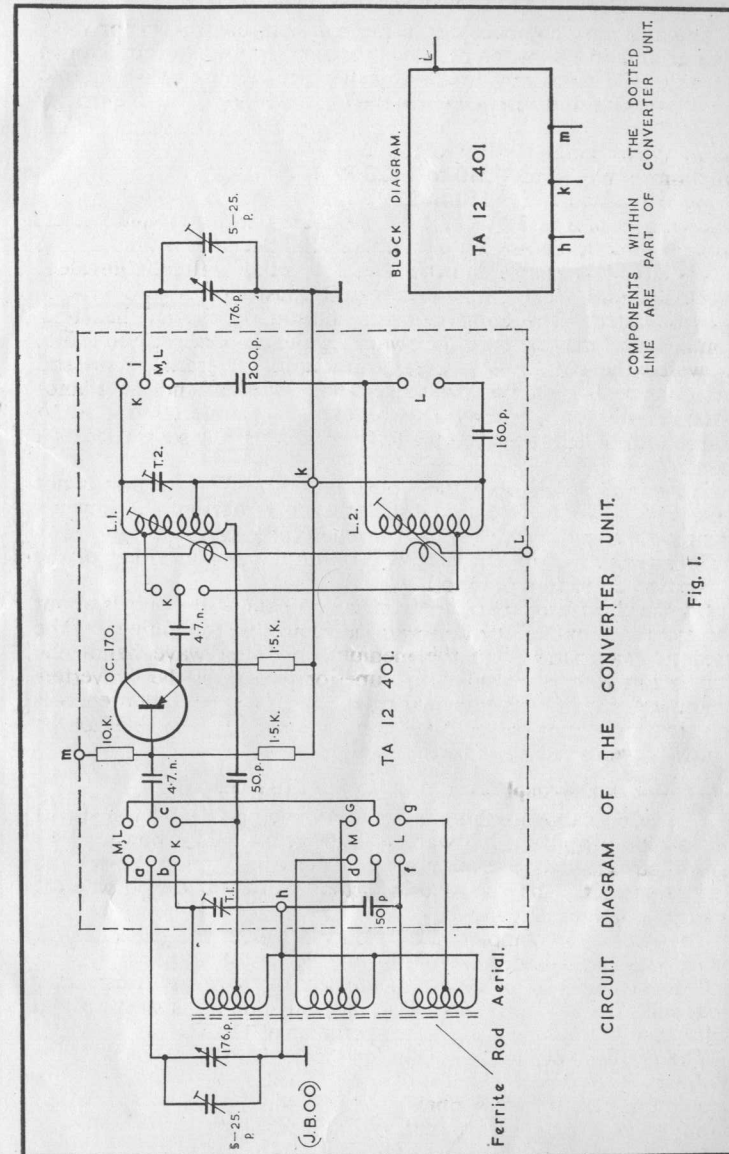 BLOCK DIAGRAM.
TA 12 401
L
h
k
m
COMPONENTS WITHIN THE DOTTED
LINE ARE PART OF CONVERTER UNIT.
5–25.
p.
176.p.
K
j
M,L
200.p.
L
160.p.
T.2.
k
L.1.
L.2.
L
K
4·7.n.
OC.170.
1·5.K.
m
10.K.
1·5.K.
4·7.n.
50.p.
TA 12 401.
M,L
a
b
K
c
T.1.
h
M
G
d
L
f
g
50.p
176.p.
5–25.
p.
(J.B.OO)
Ferrite Rod Aerial.
CIRCUIT DIAGRAM OF THE CONVERTER UNIT.
Fig. I.